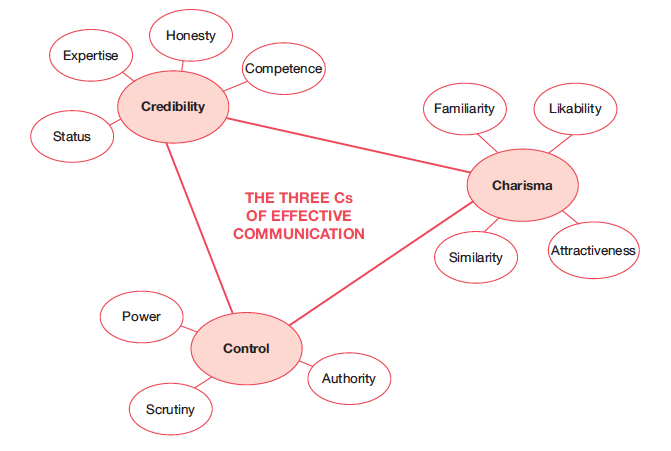 Honesty
Expertise
Competence
Credibility
Status
Familiarity
Likability
Charisma
THE THREE Cs
OF EFFECTIVE
COMMUNICATION
Similarity
Attractiveness
Power
Control
Authority
Scrutiny